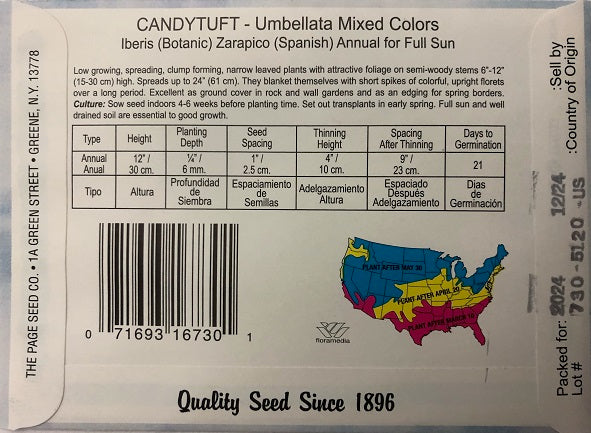 CANDYTUFT - Umbellata Mixed Colors
Iberis (Botanic) Zarapico (Spanish) Annual for Full Sun
Low growing, spreading, clump forming, narrow leaved plants with attractive foliage on semi-woody stems 6"-12"
(15-30 cm) high. Spreads up to 24" (61 cm). They blanket themselves with short spikes of colorful, upright florets
over a long period. Excellent as ground cover in rock and wall gardens and as an edging for spring borders.
Culture: Sow seed indoors 4-6 weeks before planting time. Set out transplants in early spring. Full sun and well
drained soil are essential to good growth.
Type Height Planting Depth Seed Spacing Thinning Height Spacing After Thinning Days to Germination
Annual Anual 12"/ 30 cm. ¼"/ 6 mm. 1"/ 2.5 cm. 4"/ 10 cm. 9"/ 23 cm. 21
Tipo Altura Profundidad de Siembra Espaciamiento de Semillas Adelgazamiento Altura Espaciado Después Adelgazamiento Dias de Germinación
PLANT AFTER MAY 30
PLANT AFTER APRIL 20
PLANT AFTER MARCH 10
floramedia
0 71693 16730 1
Quality Seed Since 1896
THE PAGE SEED CO. • 1A GREEN STREET • GREENE, N.Y. 13778
Packed for: 2024 12/24 :Sell by
Lot # 730-5120 -US :Country of Origin